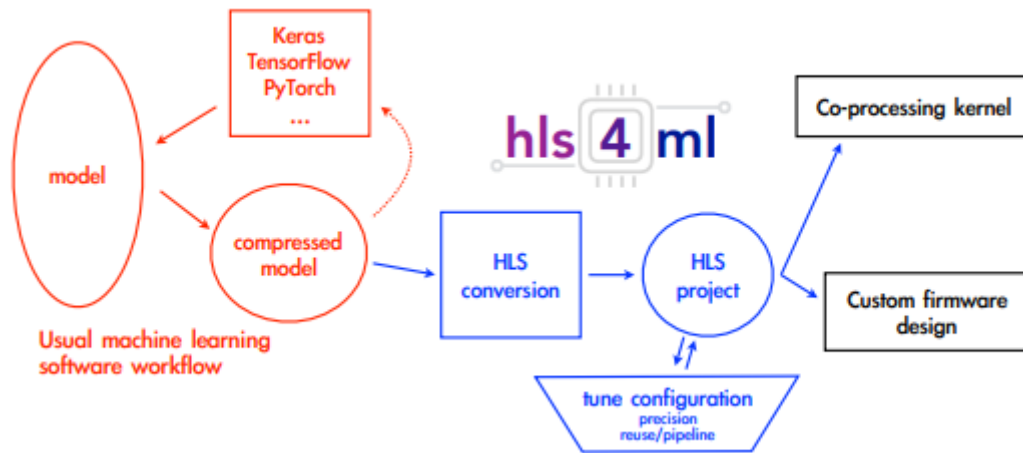 Keras
TensorFlow
PyTorch
...
model
compressed
model
Usual machine learning
software workflow
hls 4 ml
HLS
conversion
HLS
project
tune configuration
precision
reuse/pipeline
Co-processing kernel
Custom firmware
design